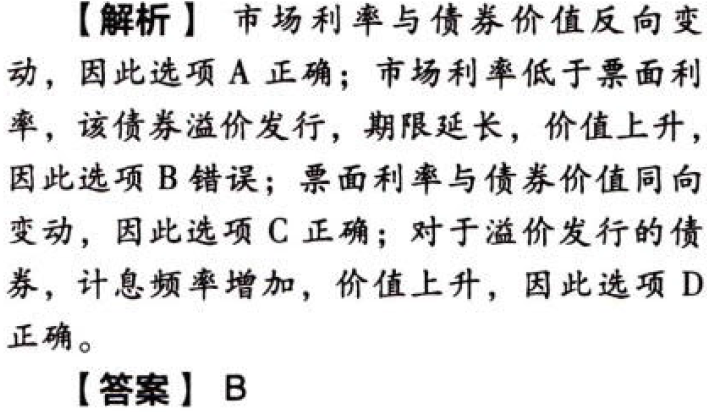 【解析】 市场利率与债券价值反向变
动，因此选项 A 正确；市场利率低于票面利
率，该债券溢价发行，期限延长，价值上升，
因此选项 B 错误；票面利率与债券价值同向
变动，因此选项 C 正确；对于溢价发行的债
券，计息频率增加，价值上升，因此选项 D
正确。
【答案】 B